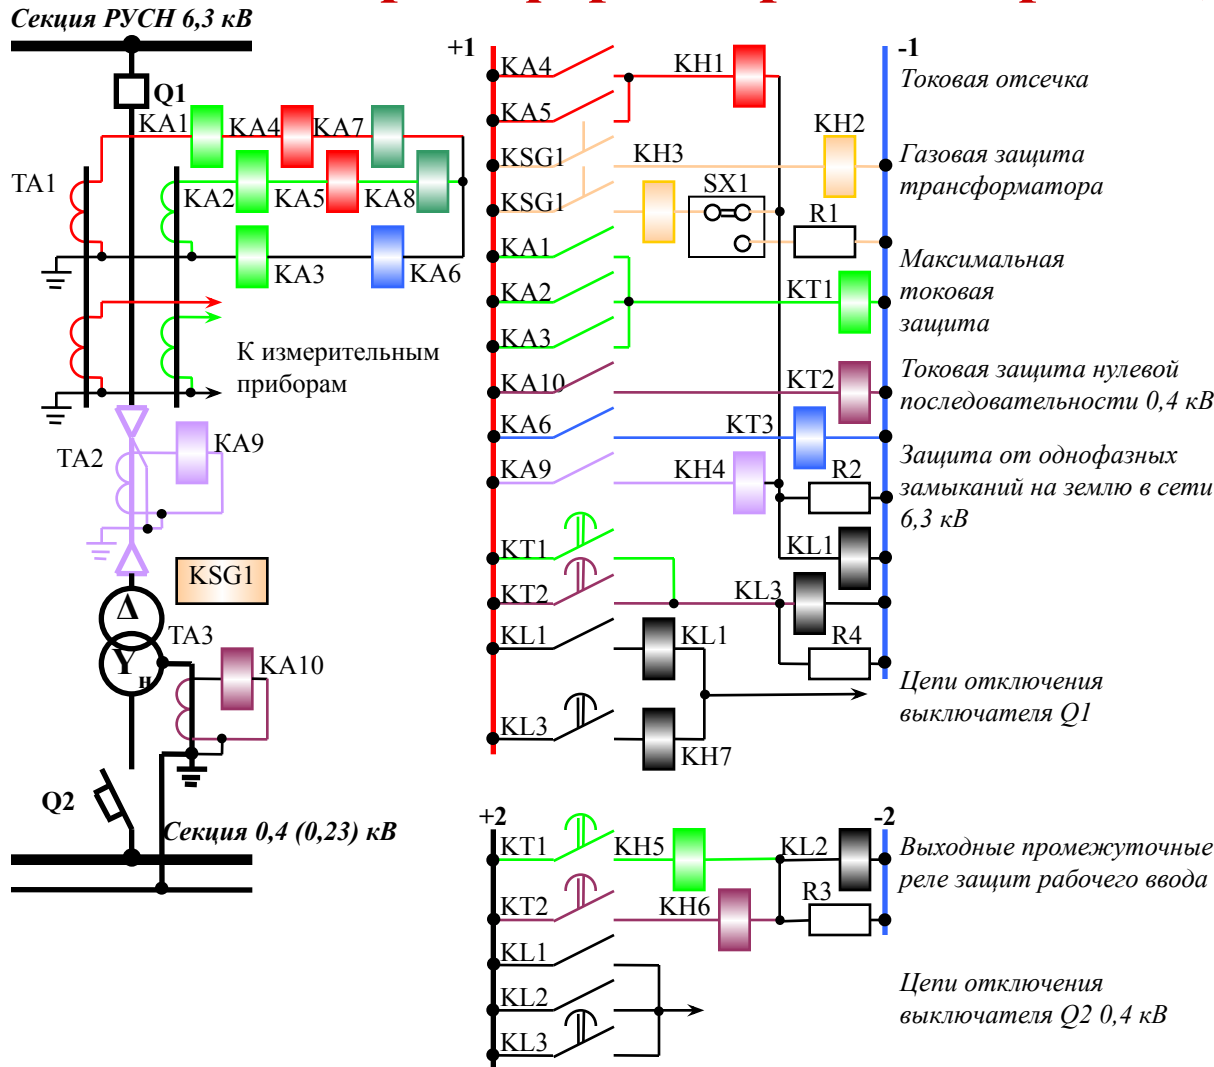 Секция РУСН 6,3 кВ
Q1
KA1 KA4 KA7
TA1
KA2 KA5 KA8
KA3 KA6
К измерительным
приборам
TA2
KA9
KSG1
Δ
Y н
TA3
KA10
Q2
Секция 0,4 (0,23) кВ
+1
-1
KA4 KH1
Токовая отсечка
KA5
KH2
KSG1 KH3
Газовая защита
трансформатора
KSG1 SX1 R1
KA1
Максимальная
токовая
защита
KA2 KT1
KA3
KA10 KT2
Токовая защита нулевой
последовательности 0,4 кВ
KA6 KT3
KA9 KH4 R2
Защита от однофазных
замыканий на землю в сети
6,3 кВ
KT1 KL1
KT2 KL3
KL1 KL1 R4
Цепи отключения
выключателя Q1
KL3 KH7
+2
-2
KT1 KH5 KL2
Выходные промежуточные
реле защит рабочего ввода
KT2 KH6 R3
KL1
KL2
KL3
Цепи отключения
выключателя Q2 0,4 кВ